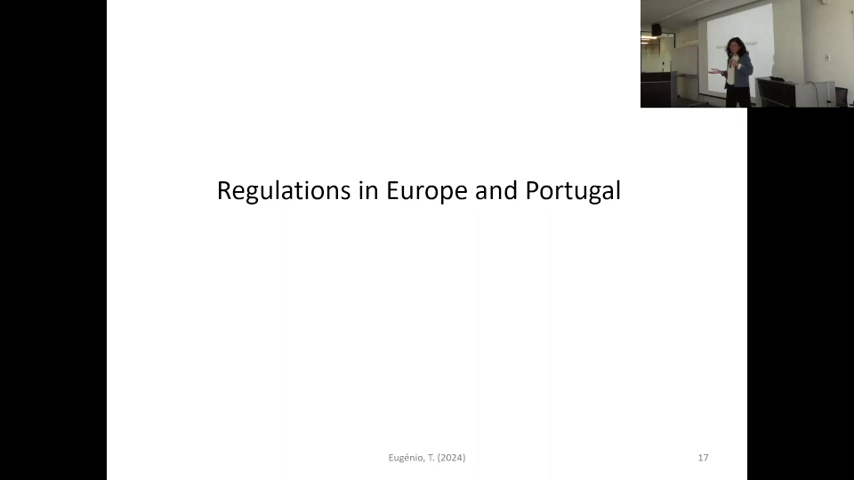 Regulations in Europe and Portugal
Eugénio, T. (2024)
17